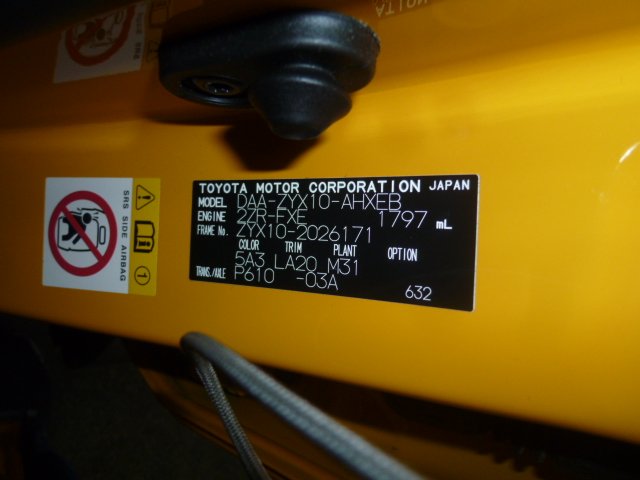 TOYOTA MOTOR CORPORATION JAPAN
MODEL DAA-ZYX10-AHXEB
ENGINE 2ZR-FXE 1797 mL
FRAME No. ZYX10-2026171
COLOR TRIM PLANT OPTION
5A3 LA20 M31
TRANS./AXLE P610 -03A
632
SRS SIDE AIRBAG
1